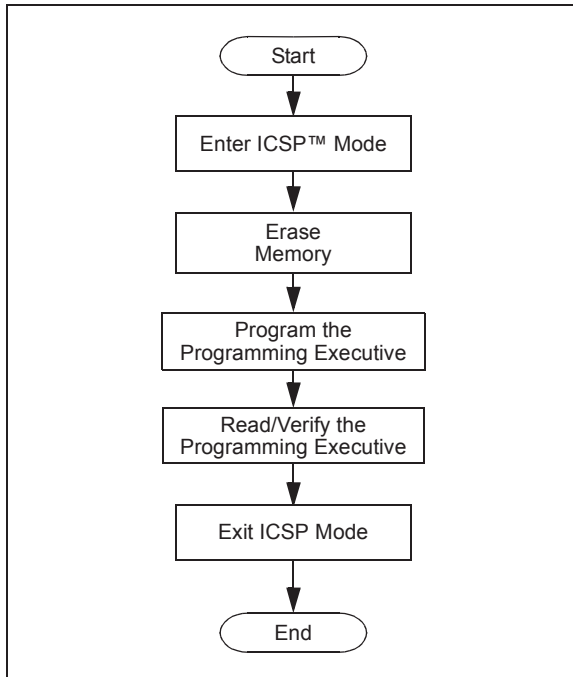 Start
Enter ICSP™ Mode
Erase
Memory
Program the
Programming Executive
Read/Verify the
Programming Executive
Exit ICSP Mode
End